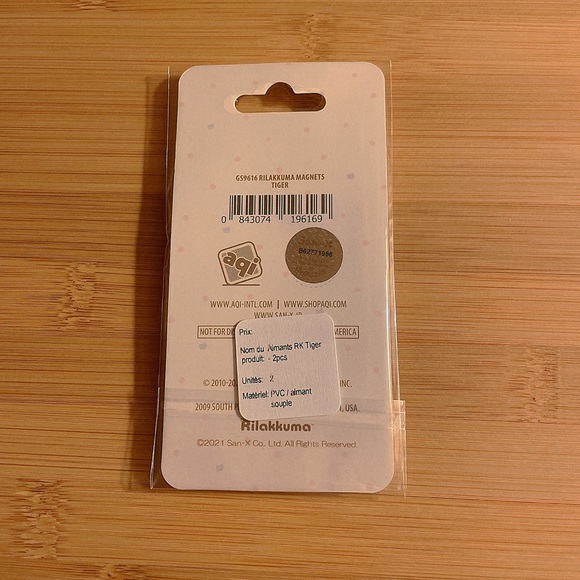 GS9616 RILAKKUMA MAGNETS
TIGER
0 843074 196169
aqi
SAN-X
WWW.AQI-INTL.COM | WWW.SHOPAQI.COM
WWW.SAN-X.JP
NOT FOR AMERICA
Prix:
Nom du Aimants RK Tiger
produit: - 2pcs
Unités: 2
Matériel: PVC / aimant
souple
© 2010-20 INC.
2009 SOUTH USA.
Rilakkuma™
©2021 San-X Co., Ltd. All Rights Reserved.